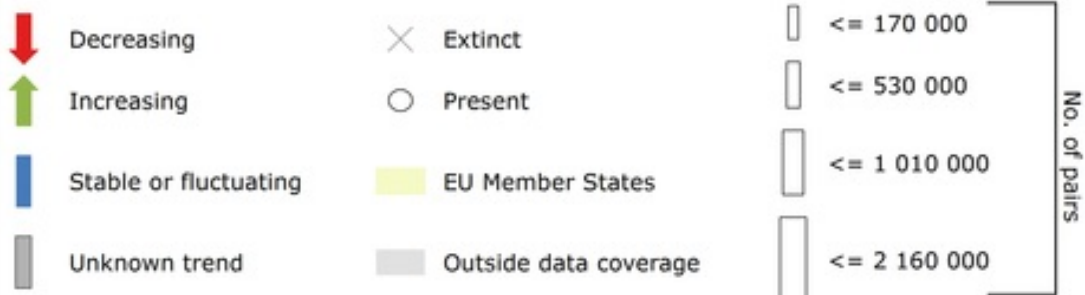 Decreasing
Increasing
Stable or fluctuating
Unknown trend
Extinct
Present
EU Member States
Outside data coverage
<= 170 000
<= 530 000
<= 1 010 000
<= 2 160 000
No. of pairs